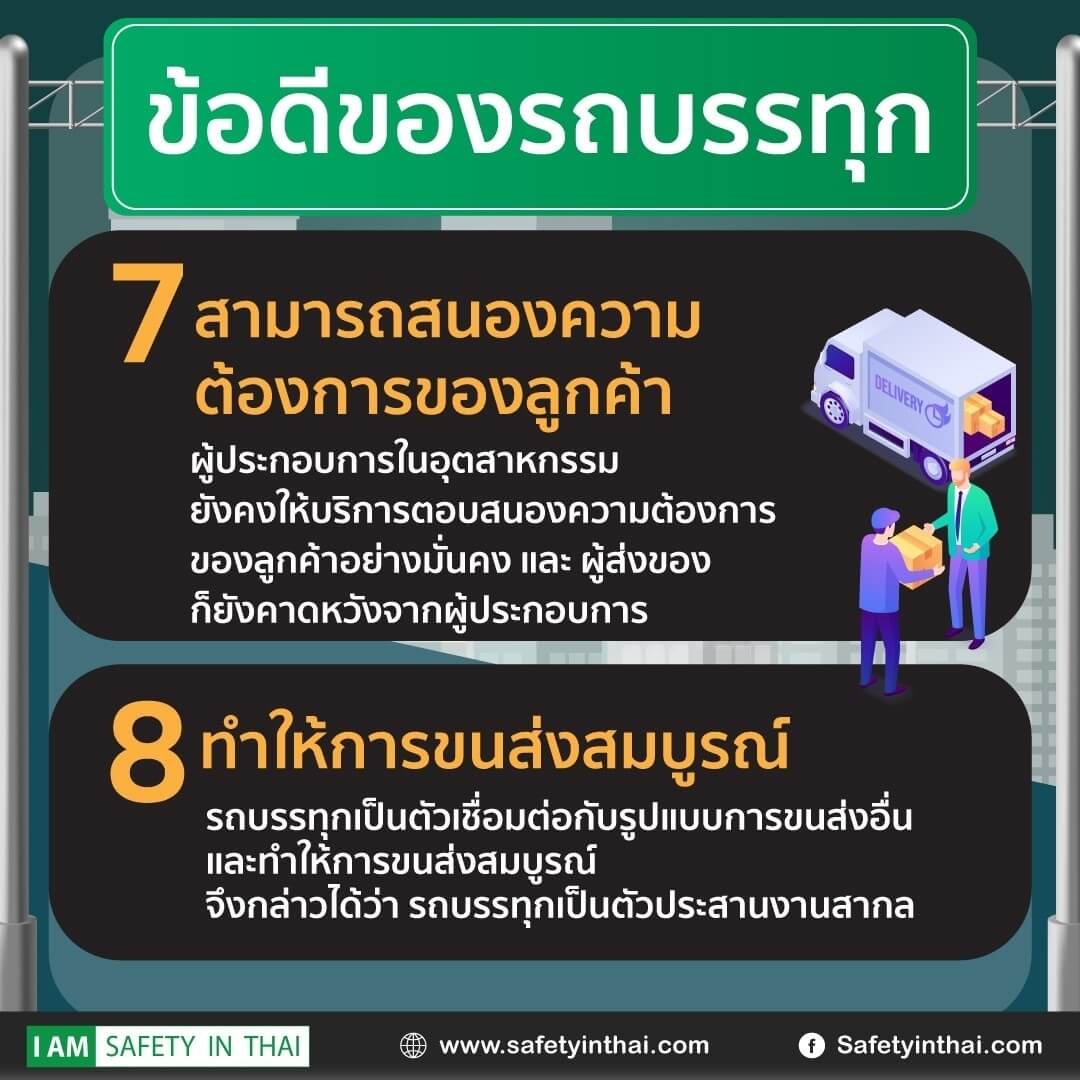 ข้อดีของรถบรรทุก
7 สามารถสนองความ
ต้องการของลูกค้า
ผู้ประกอบการในอุตสาหกรรม
ยังคงให้บริการตอบสนองความต้องการ
ของลูกค้าอย่างมั่นคง และ ผู้ส่งของ
ก็ยังคาดหวังจากผู้ประกอบการ
DELIVERY
8 ทำให้การขนส่งสมบูรณ์
รถบรรทุกเป็นตัวเชื่อมต่อกับรูปแบบการขนส่งอื่น
และทำให้การขนส่งสมบูรณ์
จึงกล่าวได้ว่า รถบรรทุกเป็นตัวประสานงานสากล
I AM SAFETY IN THAI
www.safetyinthai.com
Safetyinthai.com